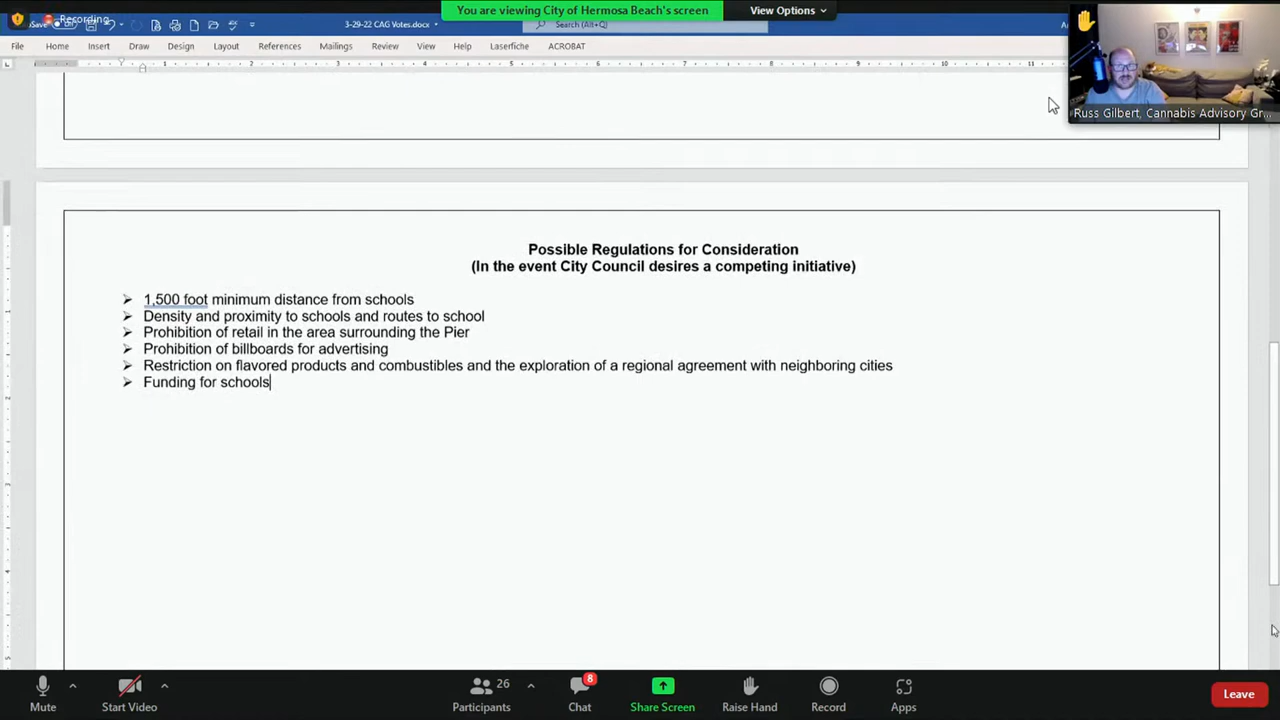 You are viewing City of Hermosa Beach's screen
View Options
Recording
3-29-22 CAG Votes.docx
Search (Alt+Q)
File Home Insert Draw Design Layout References Mailings Review View Help Laserfiche ACROBAT
Russ Gilbert, Cannabis Advisory Gr...
Possible Regulations for Consideration
(In the event City Council desires a competing initiative)
1,500 foot minimum distance from schools
Density and proximity to schools and routes to school
Prohibition of retail in the area surrounding the Pier
Prohibition of billboards for advertising
Restriction on flavored products and combustibles and the exploration of a regional agreement with neighboring cities
Funding for schools
Mute
Start Video
26
Participants
8
Chat
Share Screen
Raise Hand
Record
Apps
Leave